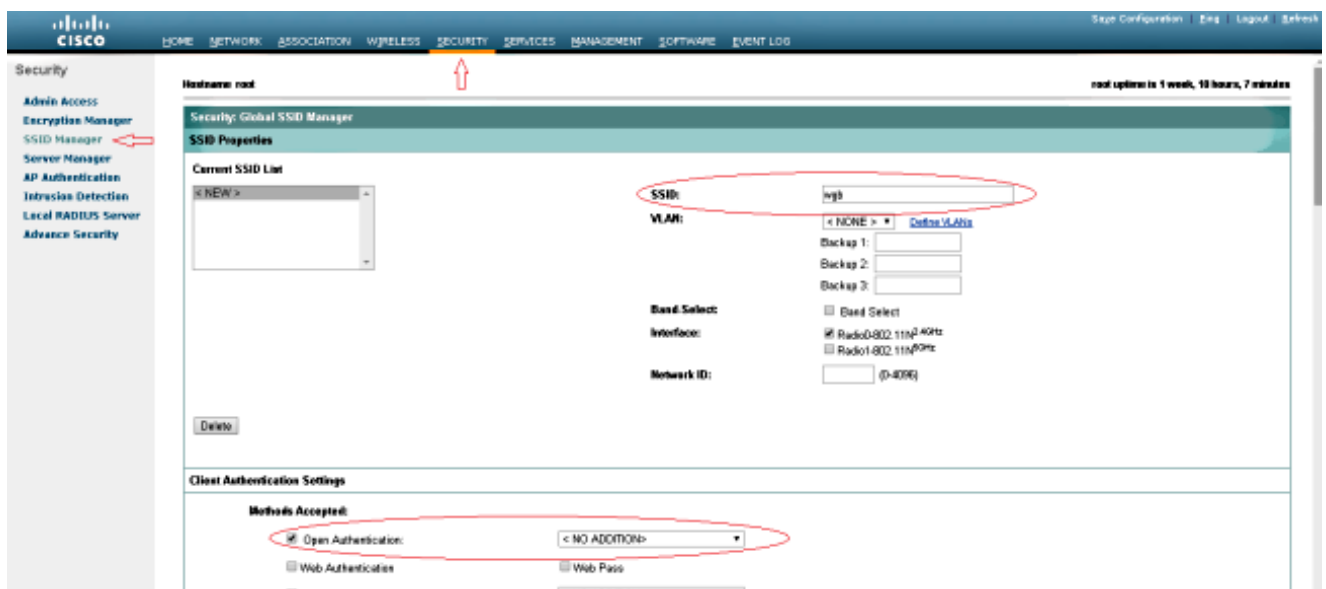 Save Configuration | Ping | Logout | Refresh
CISCO
HOME NETWORK ASSOCIATION WIRELESS SECURITY SERVICES MANAGEMENT SOFTWARE EVENT LOG
Security
Admin Access
Encryption Manager
SSID Manager
Server Manager
AP Authentication
Intrusion Detection
Local RADIUS Server
Advance Security
Hostname root
root uptime is 1 week, 18 hours, 7 minutes
Security: Global SSID Manager
SSID Properties
Current SSID List
< NEW >
SSID: wgb
VLAN: < NONE > Define VLANs
Backup 1:
Backup 2:
Backup 3:
Band Select: Band Select
Interface: Radio0-802.11N2.4GHz
Radio1-802.11N5GHz
Network ID: (0-4096)
Delete
Client Authentication Settings
Methods Accepted:
Open Authentication: < NO ADDITION>
Web Authentication Web Pass